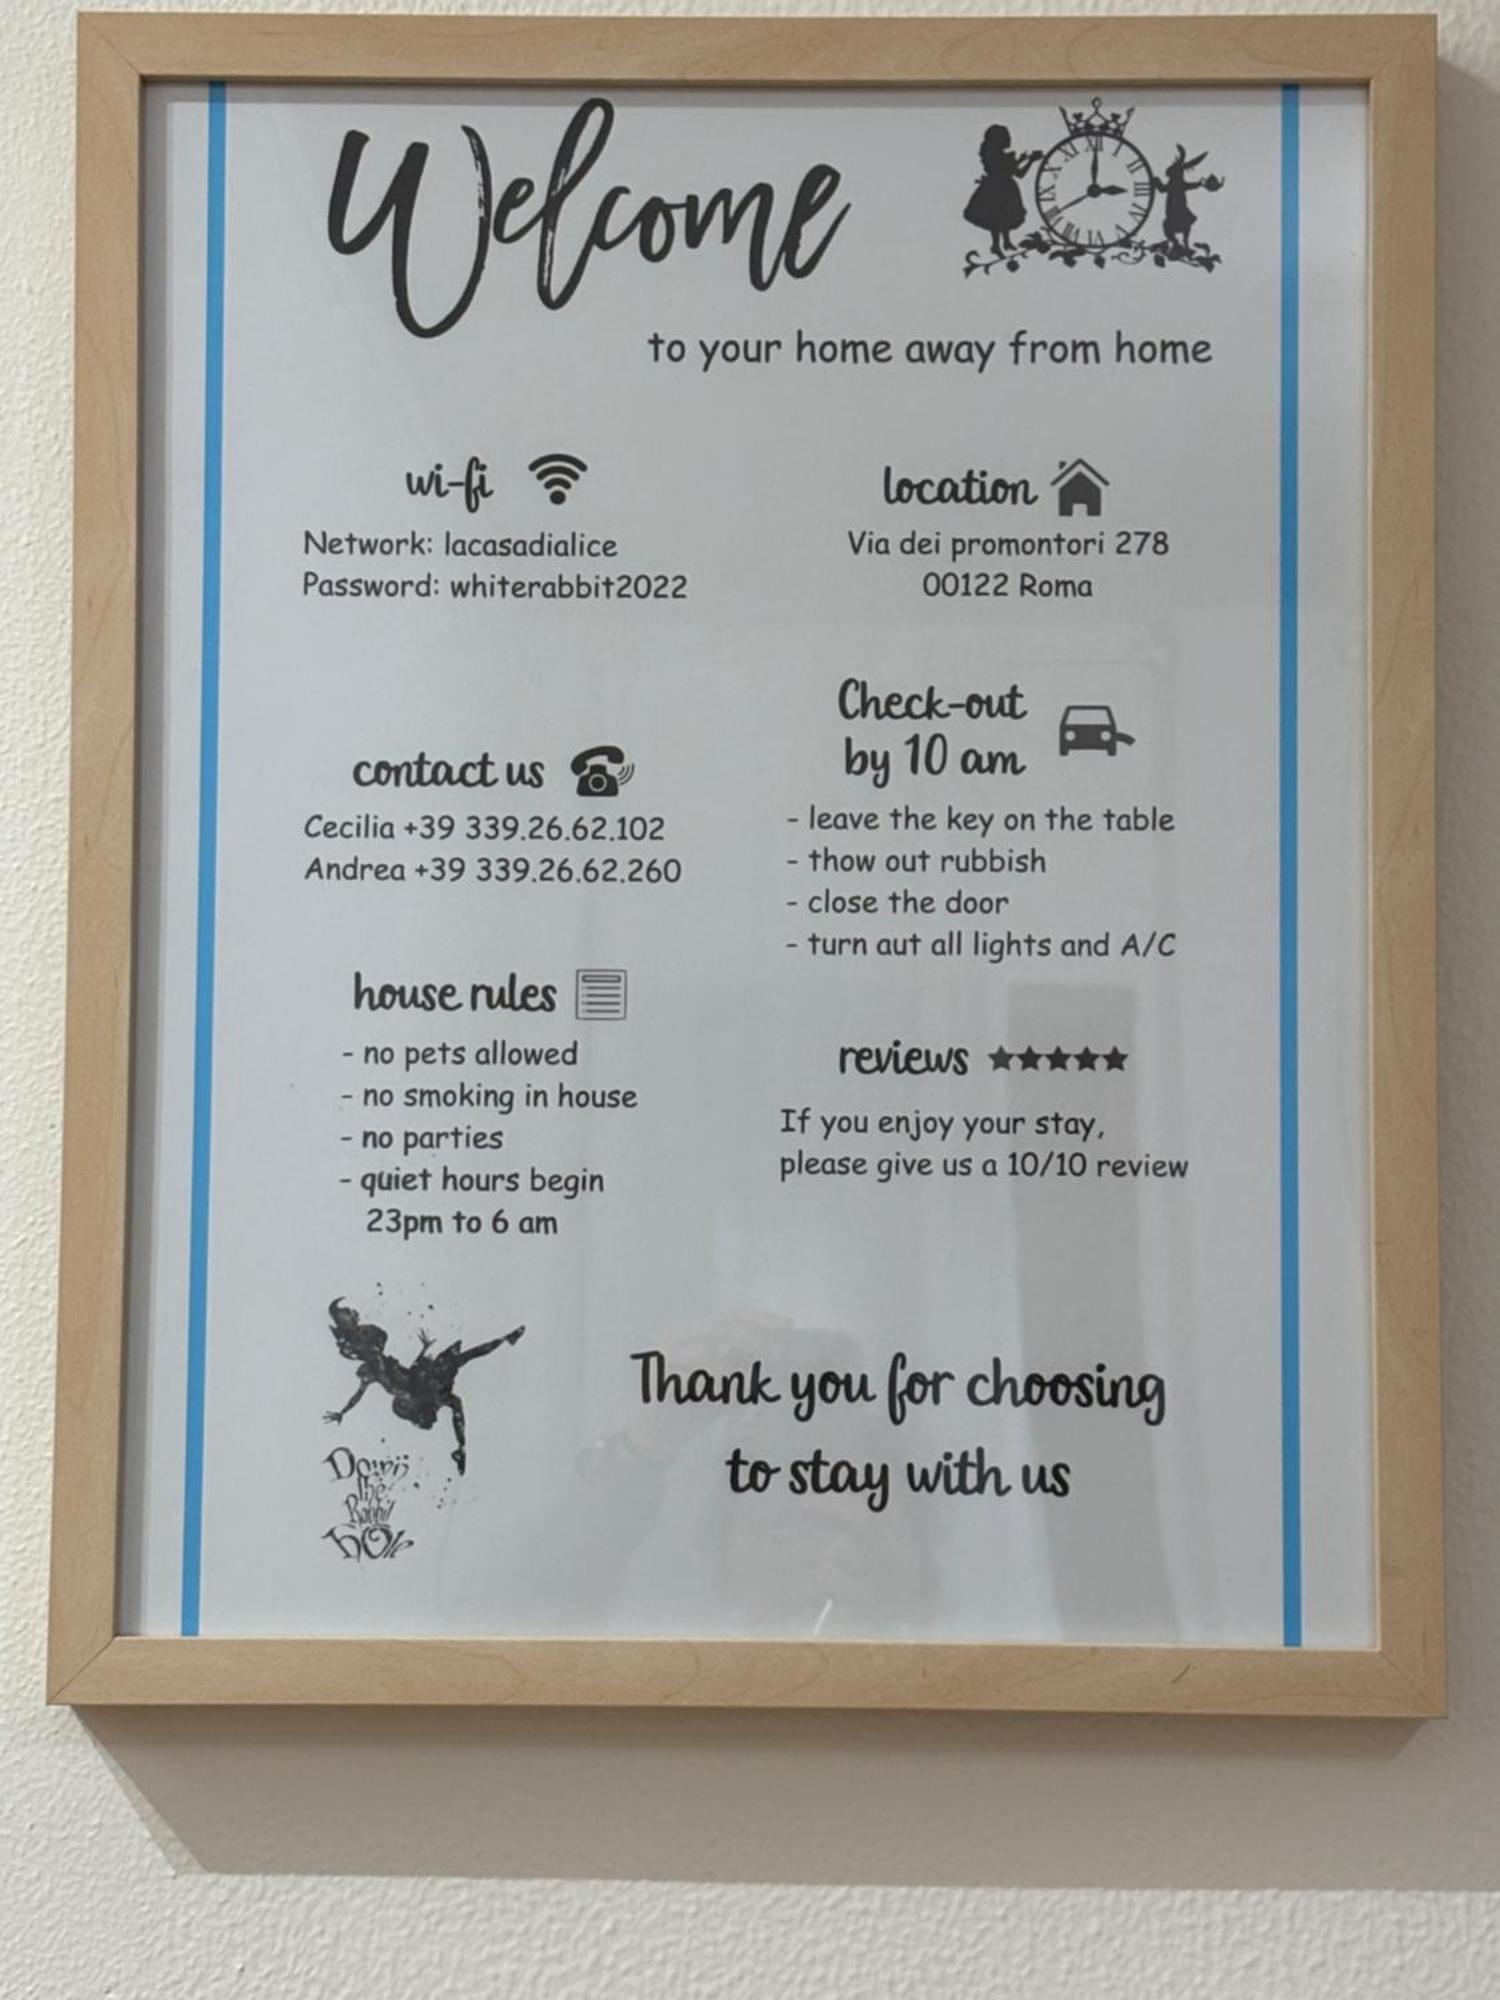 Welcome
to your home away from home
wi-fi
Network: lacasadialice
Password: whiterabbit2022
location
Via dei promontori 278
00122 Roma
contact us
Cecilia +39 339.26.62.102
Andrea +39 339.26.62.260
Check-out
by 10 am
- leave the key on the table
- thow out rubbish
- close the door
- turn aut all lights and A/C
house rules
- no pets allowed
- no smoking in house
- no parties
- quiet hours begin
23pm to 6 am
reviews ★★★★★
If you enjoy your stay,
please give us a 10/10 review
Down
the
Rabbit
hOle
Thank you for choosing
to stay with us